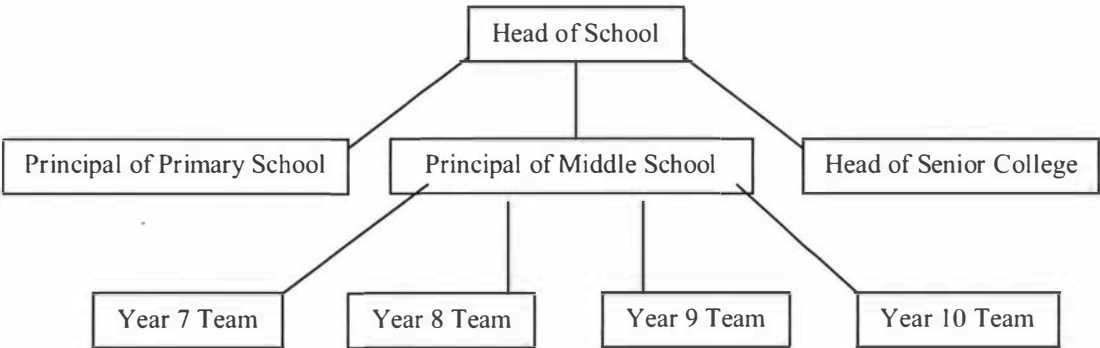 Head of School
Principal of Primary School
Principal of Middle School
Head of Senior College
Year 7 Team
Year 8 Team
Year 9 Team
Year 10 Team